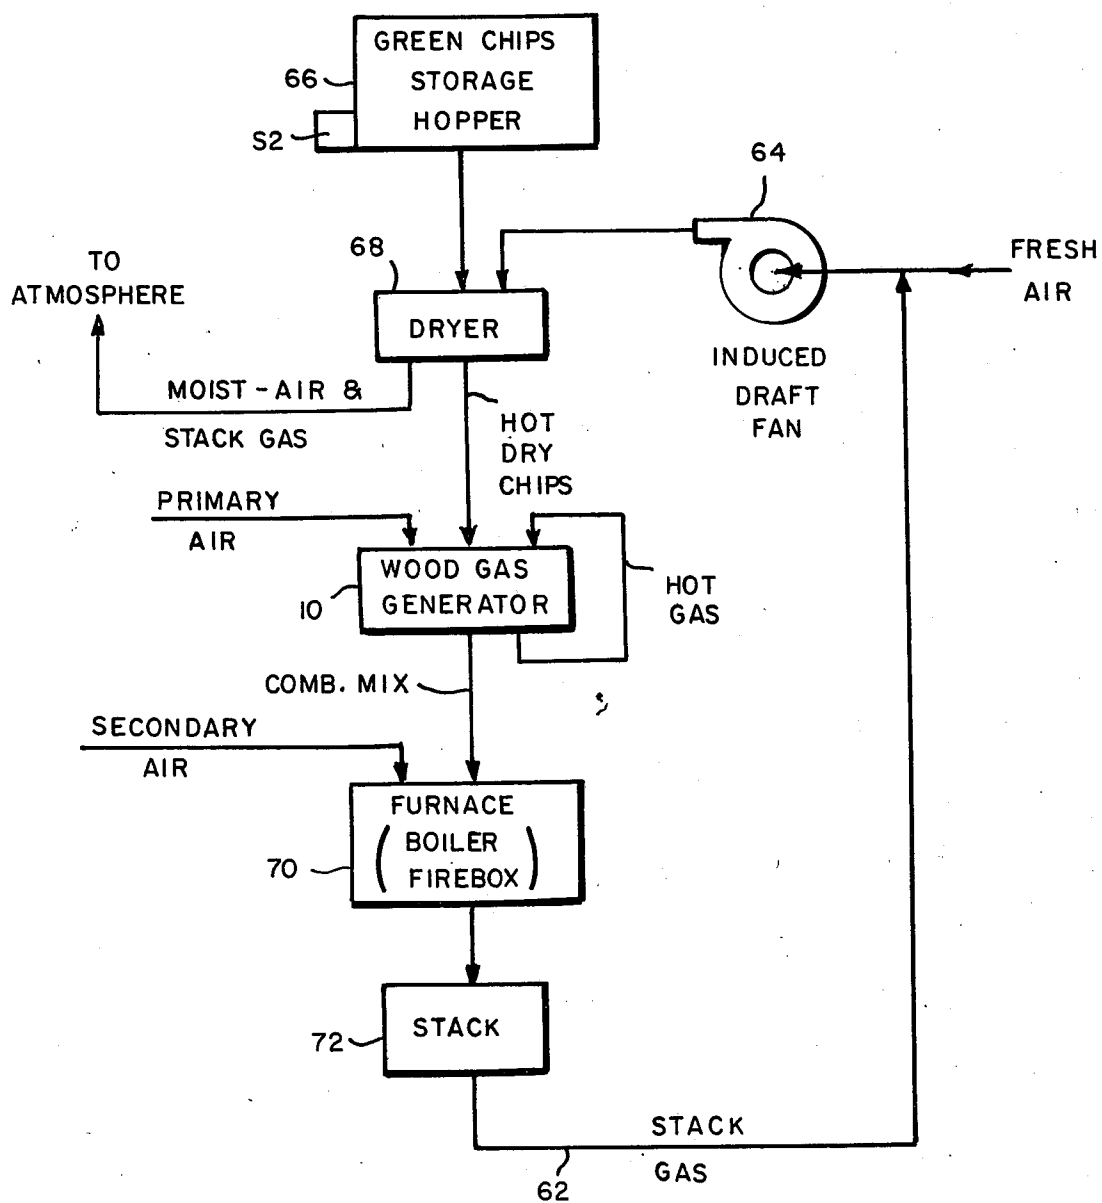 GREEN CHIPS
STORAGE
HOPPER
66
S2
64
68
TO
ATMOSPHERE
FRESH
AIR
DRYER
INDUCED
DRAFT
FAN
MOIST-AIR &
STACK GAS
HOT
DRY
CHIPS
PRIMARY
AIR
WOOD GAS
GENERATOR
10
HOT
GAS
COMB. MIX
SECONDARY
AIR
FURNACE
(BOILER
FIREBOX)
70
STACK
72
STACK
GAS
62